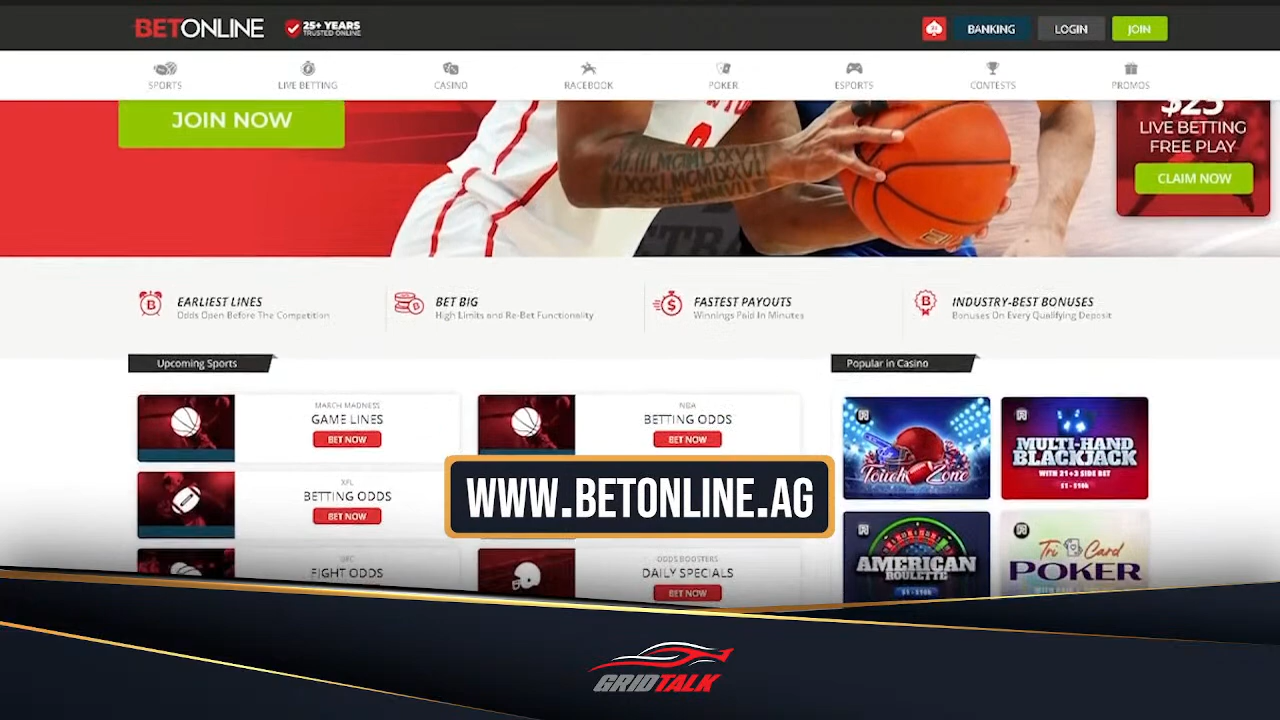 BETONLINE
25+ YEARS
TRUSTED ONLINE
BANKING
LOGIN
JOIN
SPORTS
LIVE BETTING
CASINO
RACEBOOK
POKER
ESPORTS
CONTESTS
PROMOS
JOIN NOW
$25
LIVE BETTING
FREE PLAY
CLAIM NOW
EARLIEST LINES
Odds Open Before The Competition
BET BIG
High Limits and Re-Bet Functionality
FASTEST PAYOUTS
Winnings Paid In Minutes
INDUSTRY-BEST BONUSES
Bonuses On Every Qualifying Deposit
Upcoming Sports
Popular in Casino
MARCH MADNESS
GAME LINES
BET NOW
NBA
BETTING ODDS
BET NOW
XFL
BETTING ODDS
BET NOW
UFC
FIGHT ODDS
ODDS BOOSTERS
DAILY SPECIALS
BET NOW
Touch Zone
MULTI-HAND
BLACKJACK
WITH 21+3 SIDE BET
$1 - $10k
AMERICAN
ROULETTE
$1 - $10k
Tri Card
POKER
WWW.BETONLINE.AG
GRIDTALK